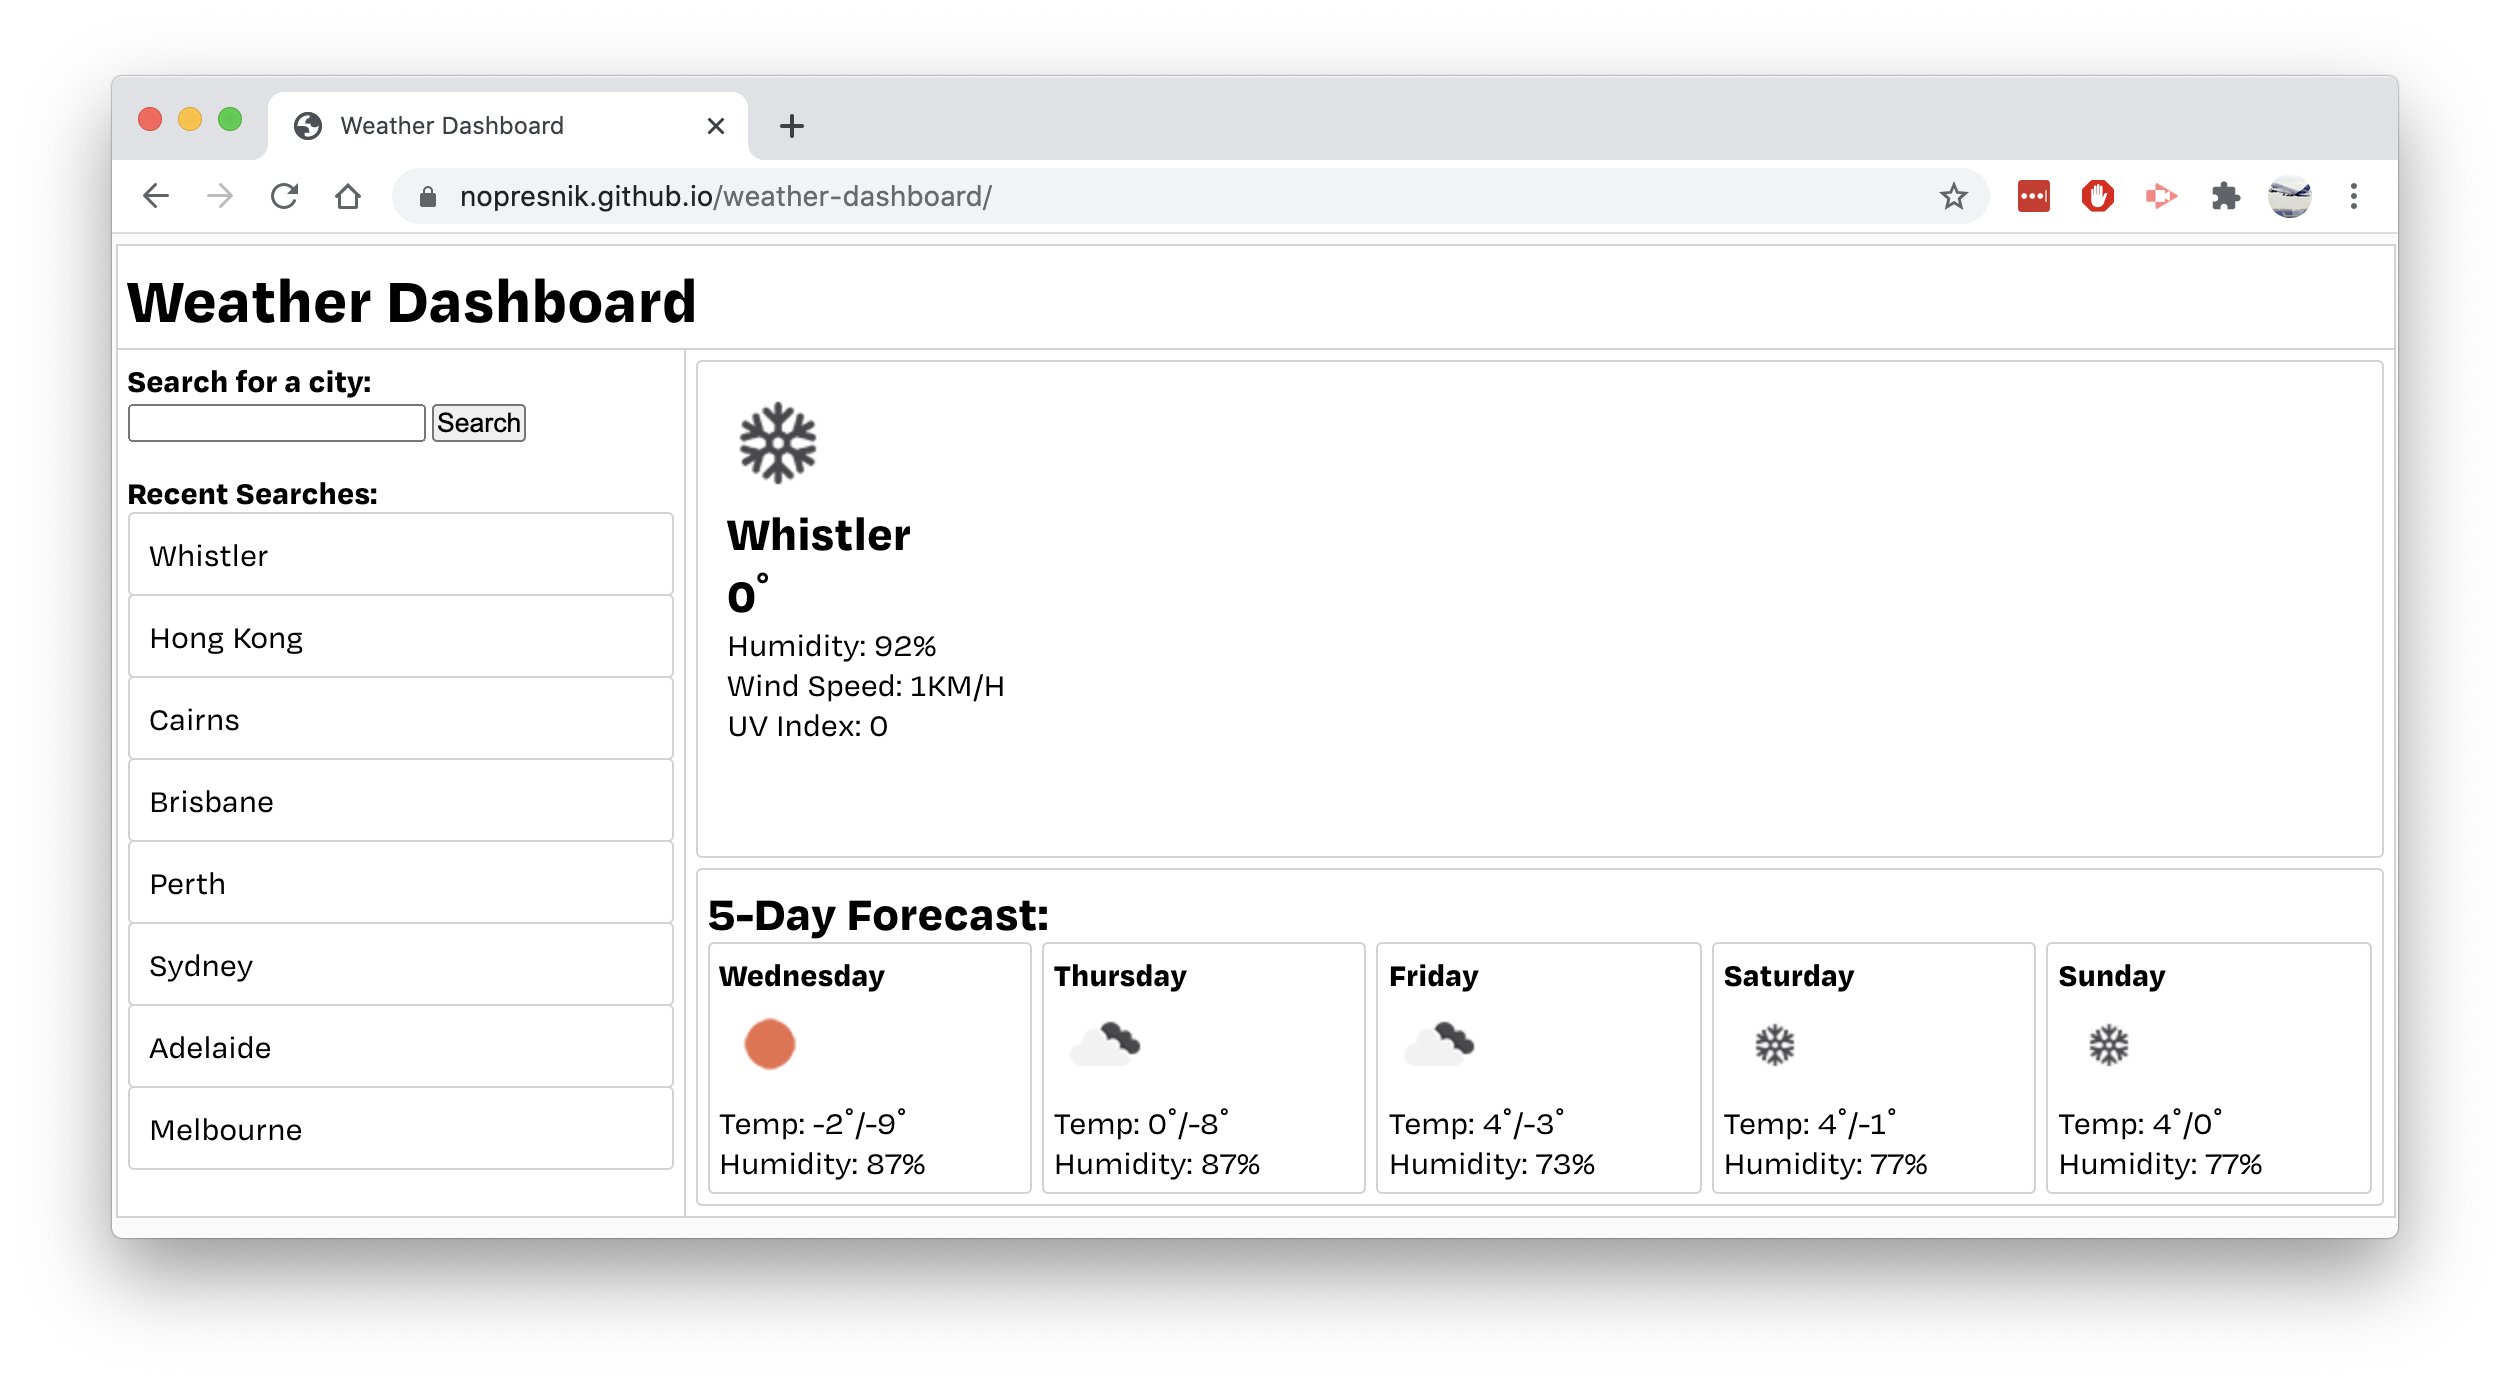 Weather Dashboard
nopresnik.github.io/weather-dashboard/
Weather Dashboard
Search for a city:
Search
Recent Searches:
Whistler
Hong Kong
Cairns
Brisbane
Perth
Sydney
Adelaide
Melbourne
Whistler
0°
Humidity: 92%
Wind Speed: 1KM/H
UV Index: 0
5-Day Forecast:
Wednesday
Temp: -2°/-9°
Humidity: 87%
Thursday
Temp: 0°/-8°
Humidity: 87%
Friday
Temp: 4°/-3°
Humidity: 73%
Saturday
Temp: 4°/-1°
Humidity: 77%
Sunday
Temp: 4°/0°
Humidity: 77%